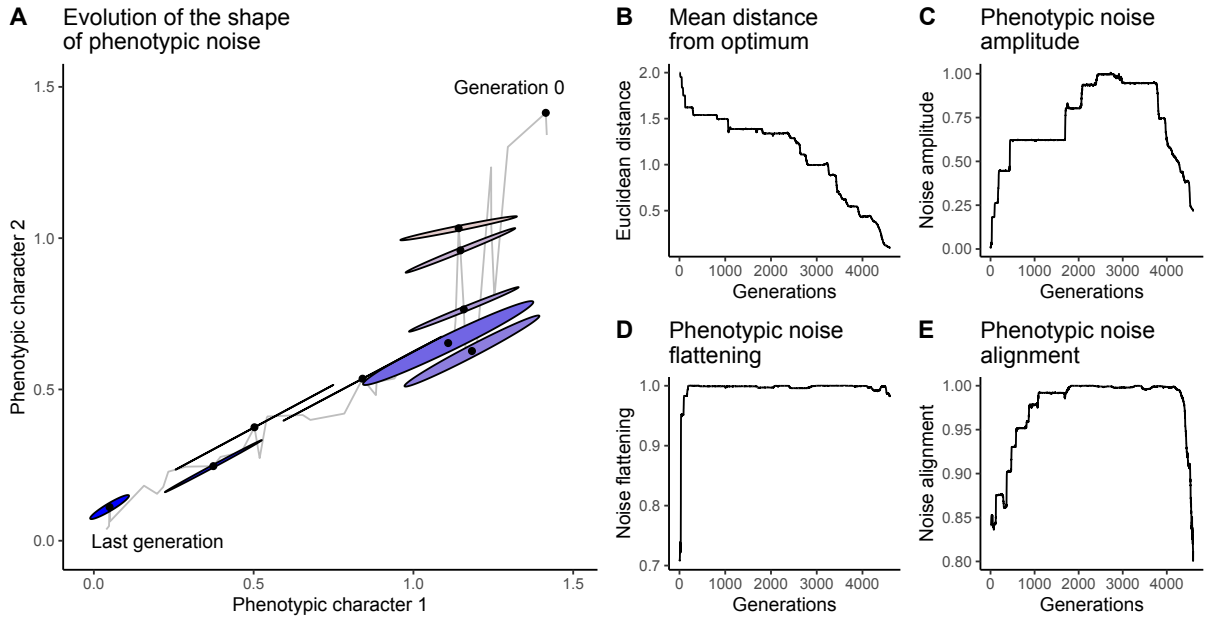 A
Evolution of the shape
of phenotypic noise
1.5
1.0
0.5
0.0
Generation 0
Last generation
0.0
0.5
1.0
1.5
Phenotypic character 2
Phenotypic character 1
B
Mean distance
from optimum
2.0
1.5
1.0
0.5
Euclidean distance
0
1000
2000
3000
4000
Generations
C
Phenotypic noise
amplitude
1.00
0.75
0.50
0.25
0.00
Noise amplitude
0
1000
2000
3000
4000
Generations
D
Phenotypic noise
flattening
1.0
0.9
0.8
0.7
Noise flattening
0
1000
2000
3000
4000
Generations
E
Phenotypic noise
alignment
1.00
0.95
0.90
0.85
0.80
Noise alignment
0
1000
2000
3000
4000
Generations